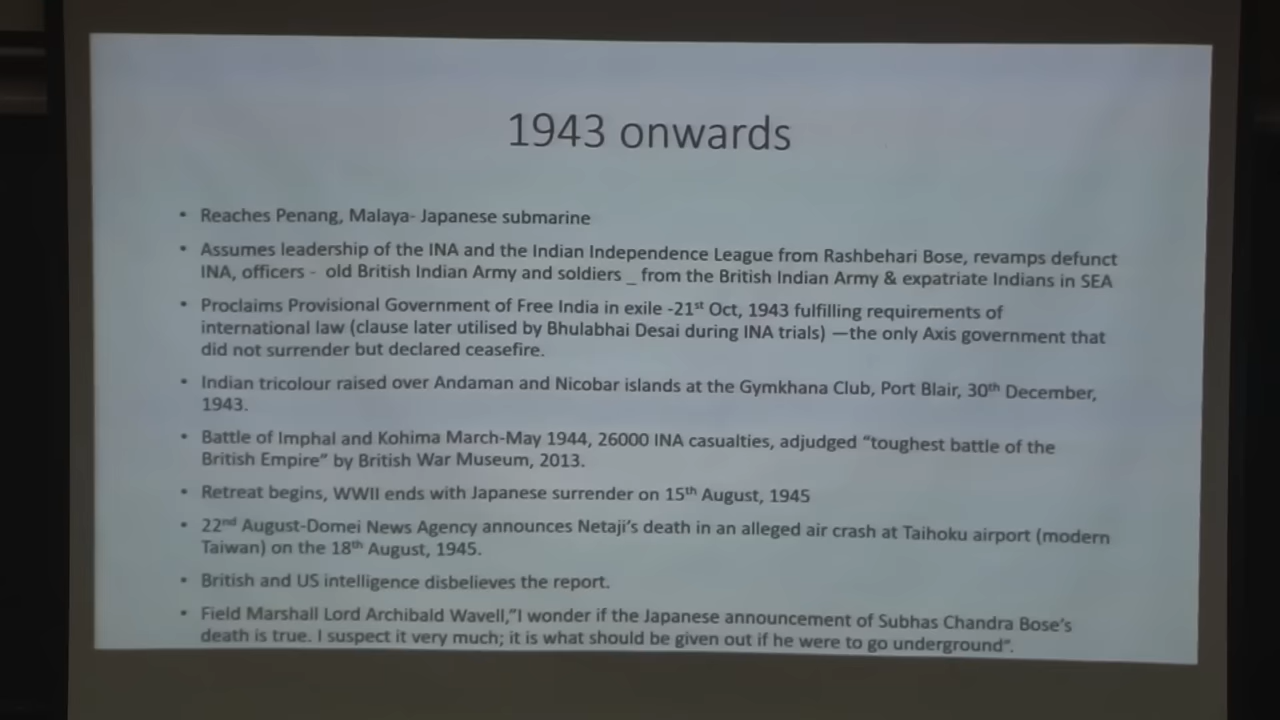 1943 onwards
• Reaches Penang, Malaya- Japanese submarine
• Assumes leadership of the INA and the Indian Independence League from Rashbehari Bose, revamps defunct
INA, officers - old British Indian Army and soldiers _ from the British Indian Army & expatriate Indians in SEA
• Proclaims Provisional Government of Free India in exile -21st Oct, 1943 fulfilling requirements of
international law (clause later utilised by Bhulabhai Desai during INA trials) —the only Axis government that
did not surrender but declared ceasefire.
• Indian tricolour raised over Andaman and Nicobar islands at the Gymkhana Club, Port Blair, 30th December,
1943.
• Battle of Imphal and Kohima March-May 1944, 26000 INA casualties, adjudged “toughest battle of the
British Empire” by British War Museum, 2013.
• Retreat begins, WWII ends with Japanese surrender on 15th August, 1945
• 22nd August-Domei News Agency announces Netaji’s death in an alleged air crash at Taihoku airport (modern
Taiwan) on the 18th August, 1945.
• British and US intelligence disbelieves the report.
• Field Marshall Lord Archibald Wavell,”I wonder if the Japanese announcement of Subhas Chandra Bose’s
death is true. I suspect it very much; it is what should be given out if he were to go underground”.